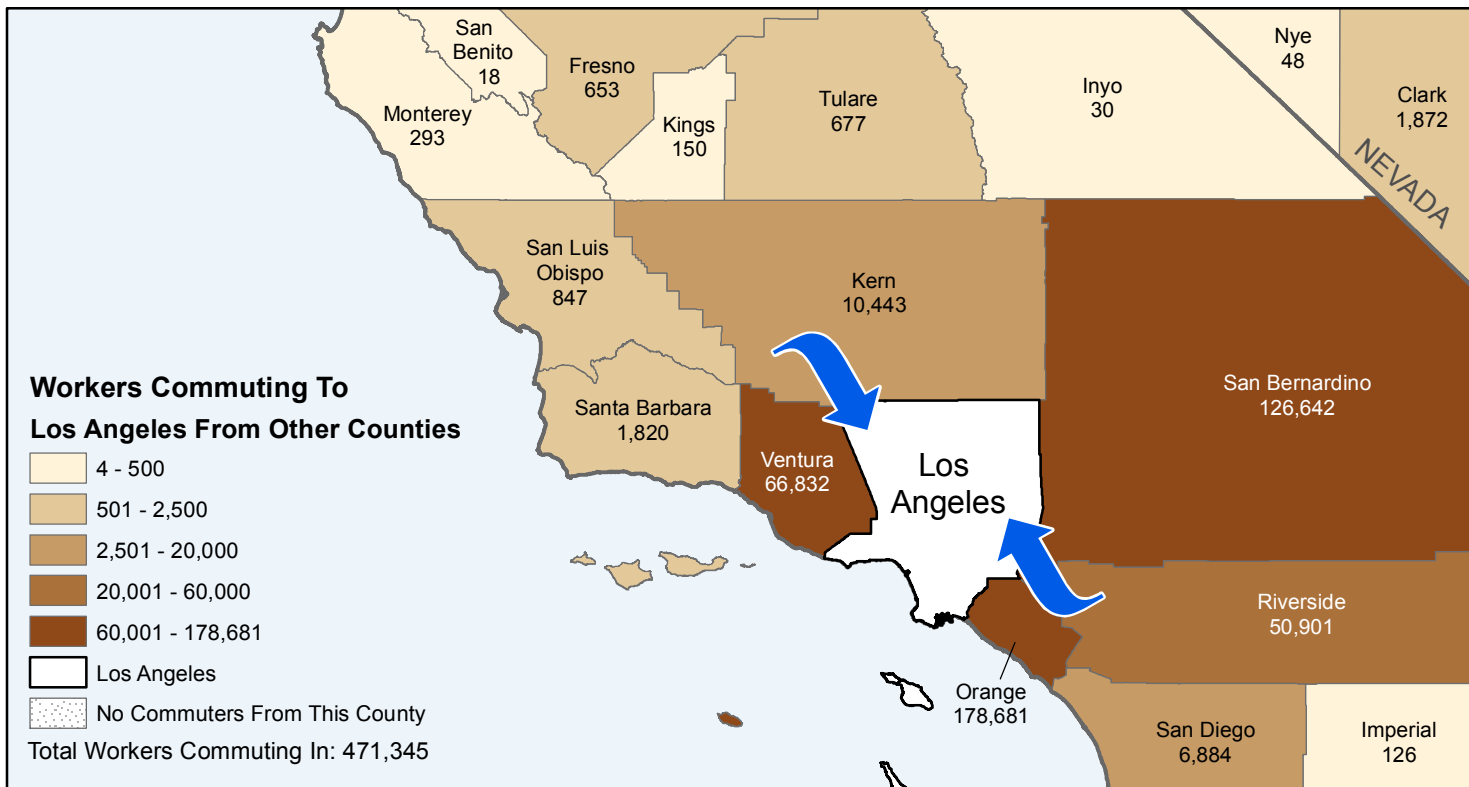 San
Benito
18
Fresno
653
Monterey
293
Kings
150
Tulare
677
Inyo
30
Nye
48
Clark
1,872
NEVADA
San Luis
Obispo
847
Kern
10,443
San Bernardino
126,642
Santa Barbara
1,820
Ventura
66,832
Los
Angeles
Riverside
50,901
Orange
178,681
San Diego
6,884
Imperial
126
Workers Commuting To
Los Angeles From Other Counties
4 - 500
501 - 2,500
2,501 - 20,000
20,001 - 60,000
60,001 - 178,681
Los Angeles
No Commuters From This County
Total Workers Commuting In: 471,345